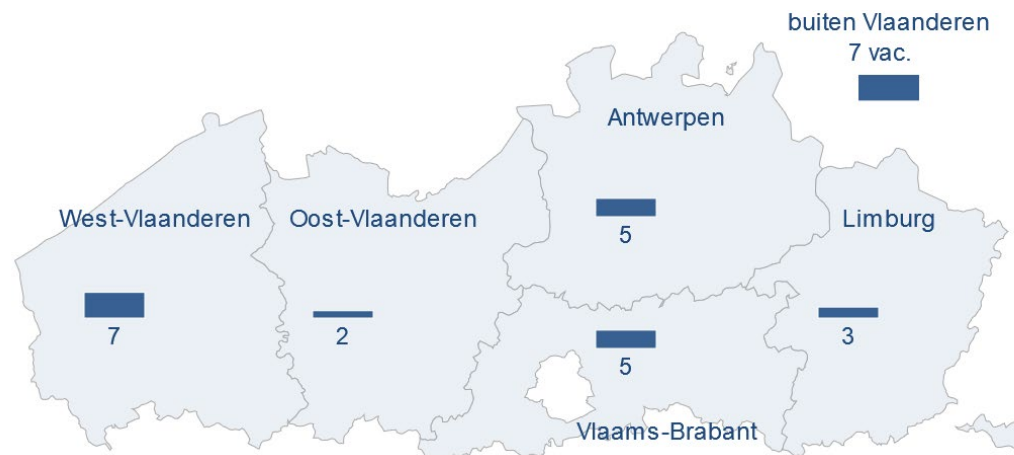 buiten Vlaanderen
7 vac.
Antwerpen
5
West-Vlaanderen
7
Oost-Vlaanderen
2
Limburg
3
5
Vlaams-Brabant